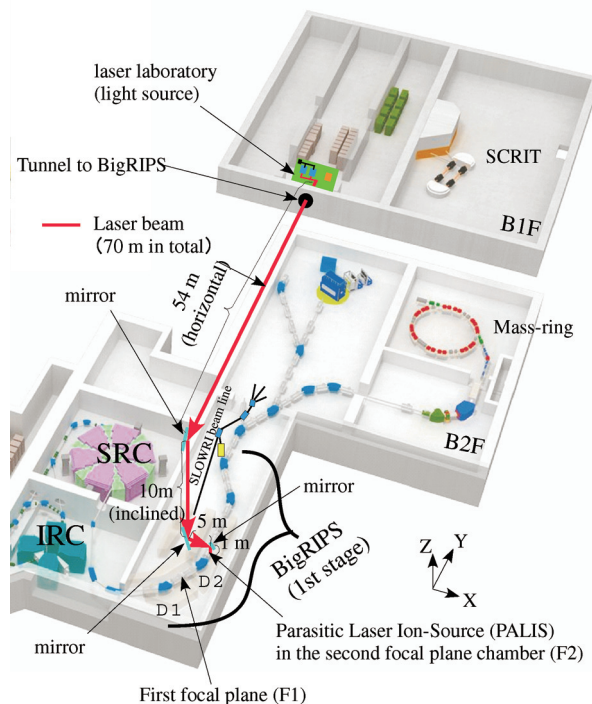 laser laboratory
(light source)
Tunnel to BigRIPS
SCRIT
B1F
Laser beam
(70 m in total)
54 m
(horizontal)
mirror
Mass-ring
B2F
SLOWRI beam line
SRC
10m
(inclined)
mirror
5 m
1 m
IRC
BigRIPS
(1st stage)
Z
Y
X
D2
D1
Parasitic Laser Ion-Source (PALIS)
in the second focal plane chamber (F2)
mirror
First focal plane (F1)